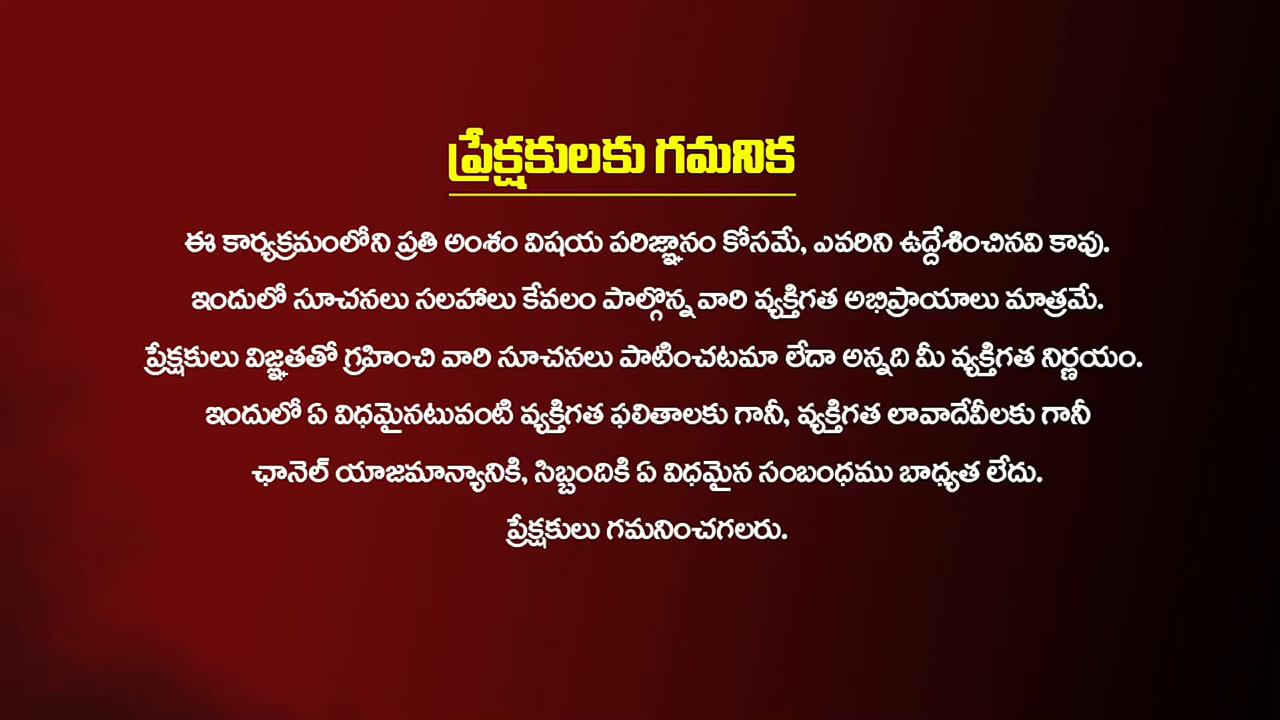 ప్రేక్షకులకు గమనిక
ఈ కార్యక్రమంలోని ప్రతి అంశం విషయ పరిజ్ఞానం కోసమే, ఎవరిని ఉద్దేశించినవి కావు.
ఇందులో సూచనలు సలహాలు కేవలం పాల్గొన్న వారి వ్యక్తిగత అభిప్రాయాలు మాత్రమే.
ప్రేక్షకులు విజ్ఞతతో గ్రహించి వారి సూచనలు పాటించటమా లేదా అన్నది మీ వ్యక్తిగత నిర్ణయం.
ఇందులో ఏ విధమైనటువంటి వ్యక్తిగత ఫలితాలకు గానీ, వ్యక్తిగత లావాదేవీలకు గానీ
ఛానెల్ యాజమాన్యానికి, సిబ్బందికి ఏ విధమైన సంబంధము బాధ్యత లేదు.
ప్రేక్షకులు గమనించగలరు.